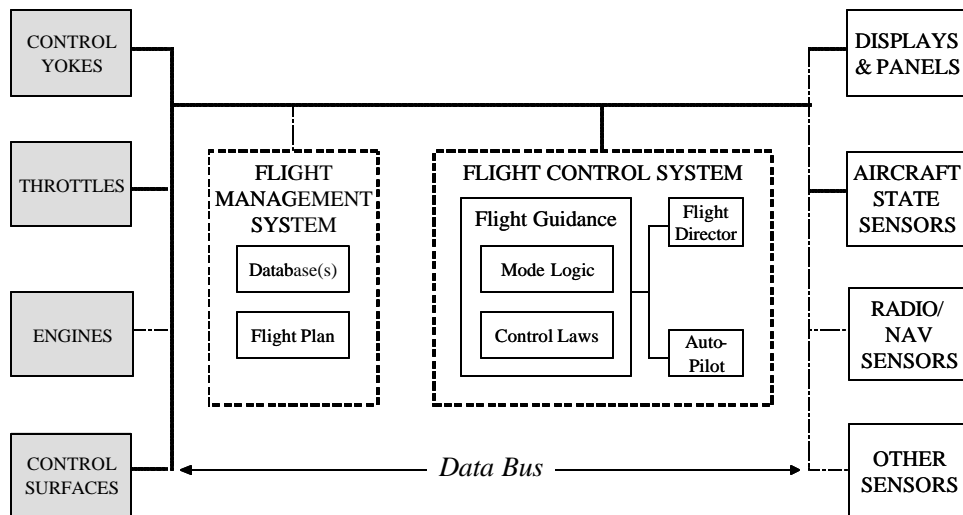 CONTROL
YOKES
THROTTLES
ENGINES
CONTROL
SURFACES
FLIGHT
MANAGEMENT
SYSTEM
Database(s)
Flight Plan
FLIGHT CONTROL SYSTEM
Flight Guidance
Mode Logic
Control Laws
Flight
Director
Auto-
Pilot
Data Bus
DISPLAYS
& PANELS
AIRCRAFT
STATE
SENSORS
RADIO/
NAV
SENSORS
OTHER
SENSORS